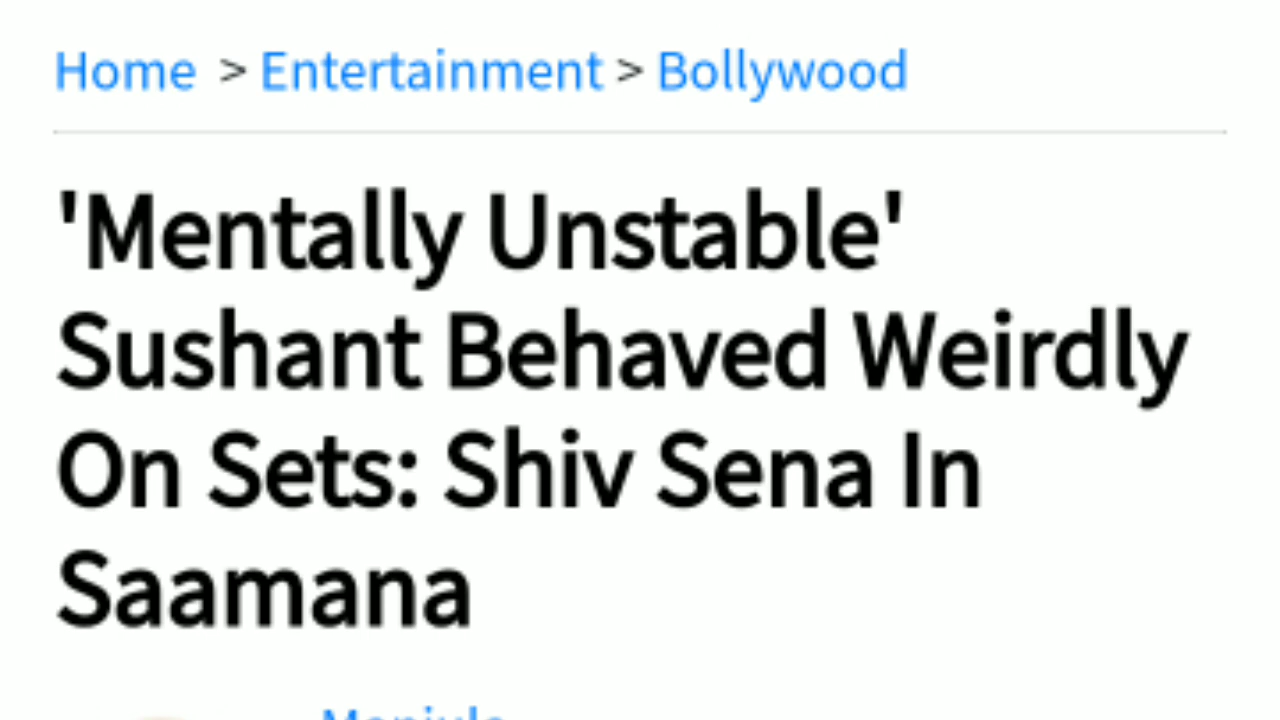 Home > Entertainment > Bollywood
'Mentally Unstable'
Sushant Behaved Weirdly
On Sets: Shiv Sena In
Saamana